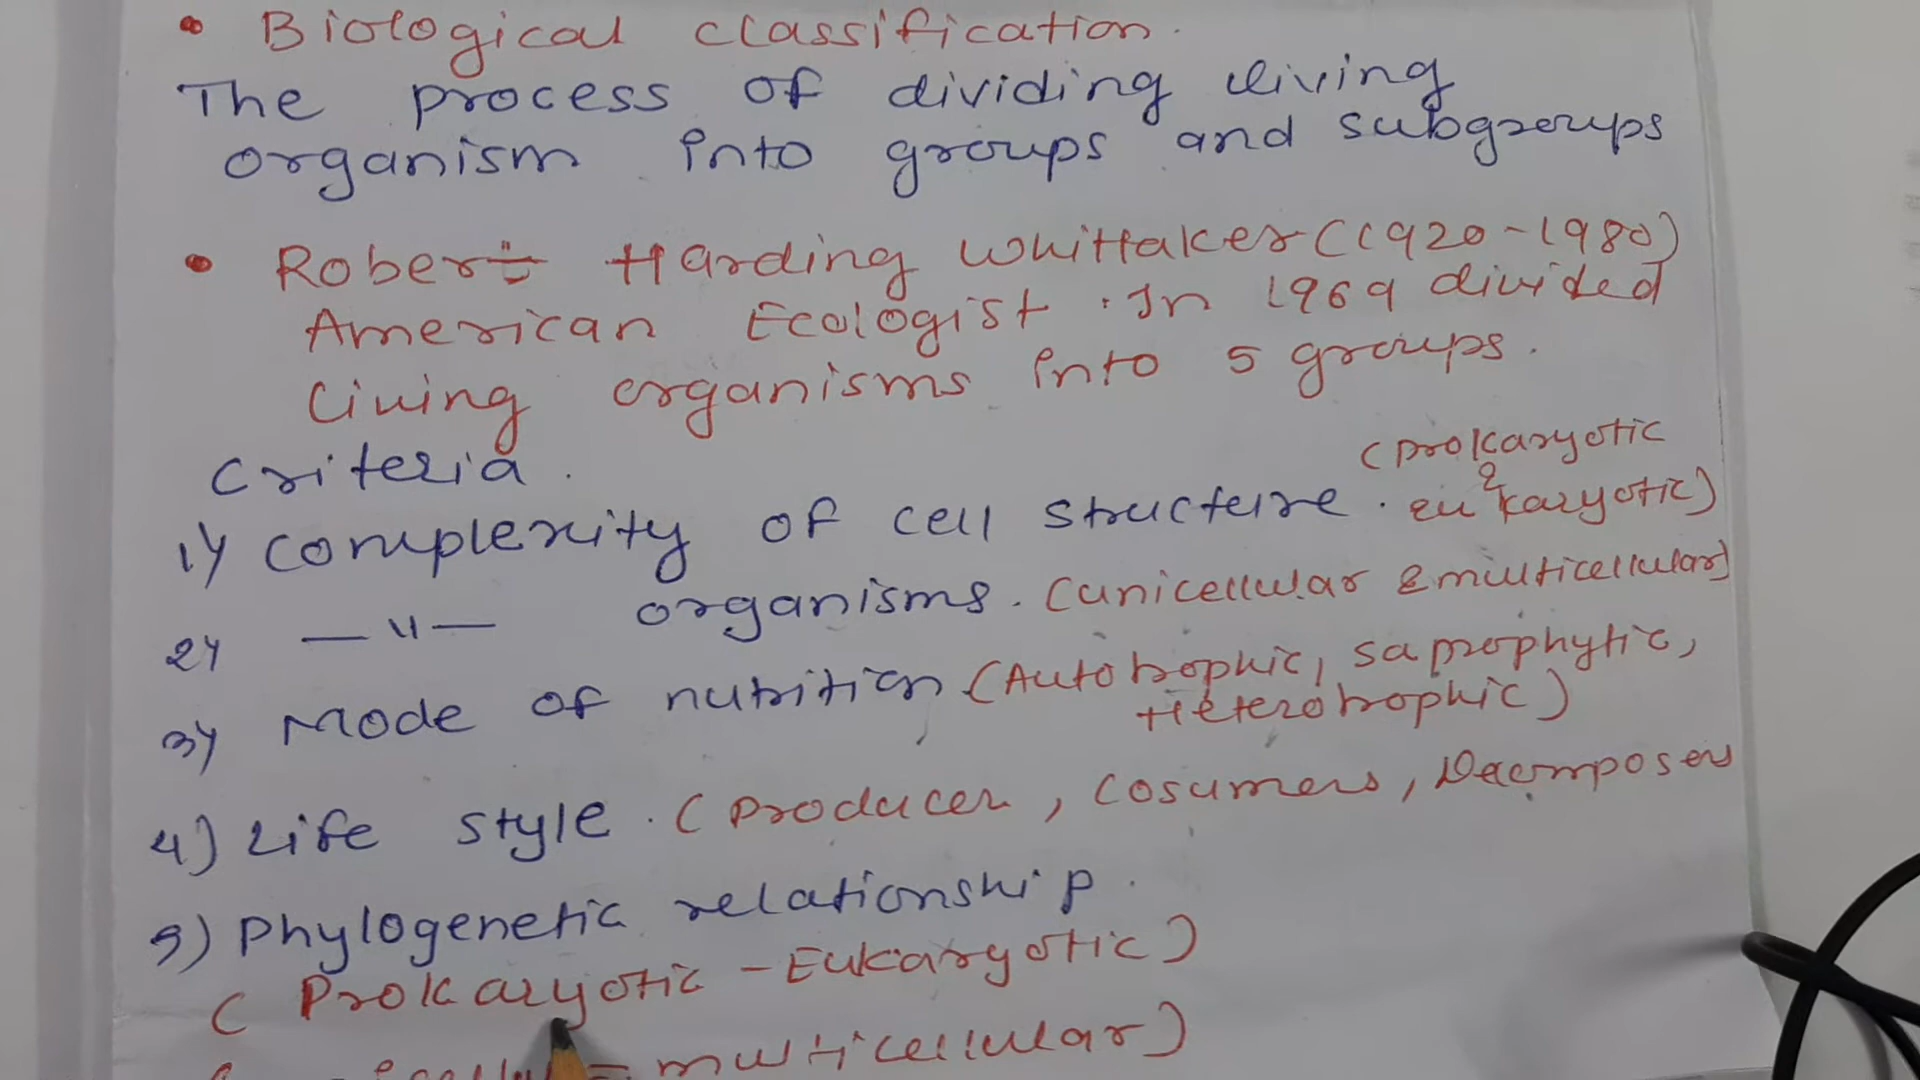 • Biological classification.
The process of dividing living
organism into groups and subgroups
• Robert Harding Whittaker (1920-1980)
American Ecologist. In 1969 divided
Living organisms into 5 groups.
Criteria.
(prokaryotic
1) complexity of cell structure. & eukaryotic)
2) —"— organisms. (unicellular & multicellular)
3) Mode of nutrition (Autotrophic, saprophytic,
Heterotrophic)
4) Life style. (producer, cosumers, Decomposers
5) Phylogenetic relationship.
( Prokaryotic - Eukaryotic)
- multicellular)